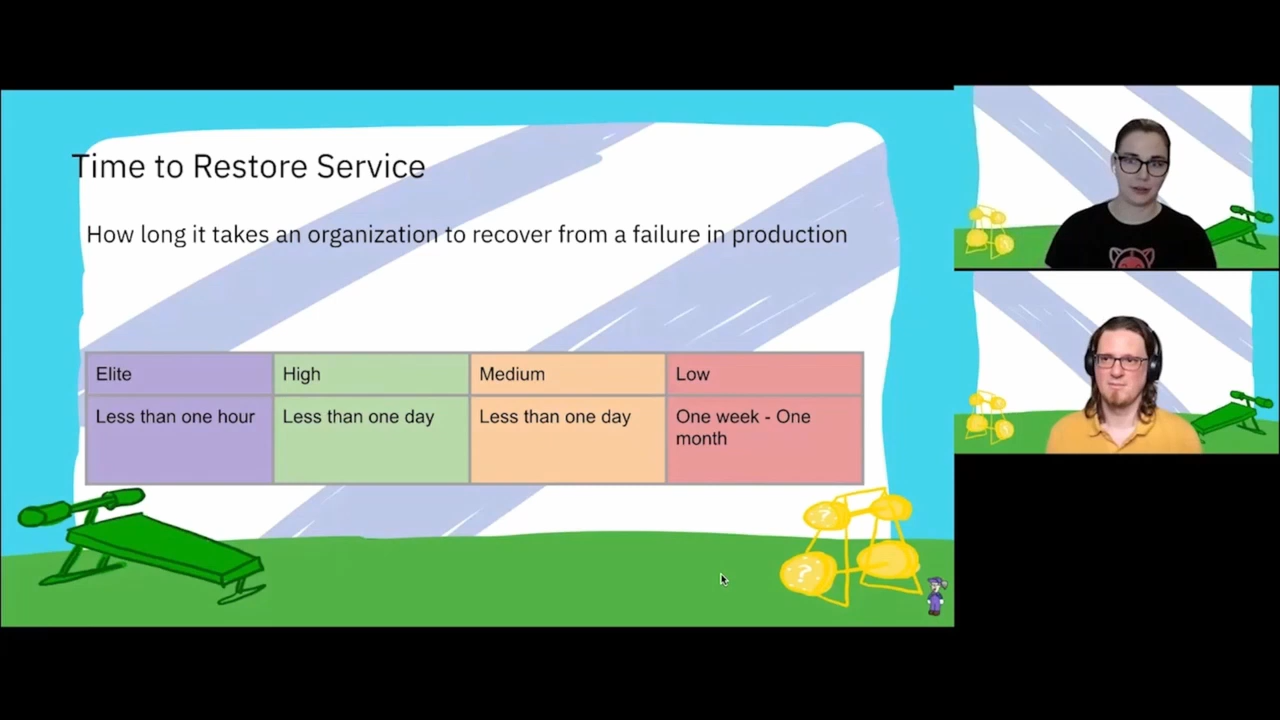 Time to Restore Service
How long it takes an organization to recover from a failure in production
Elite
High
Medium
Low
Less than one hour
Less than one day
Less than one day
One week - One
month
?
?